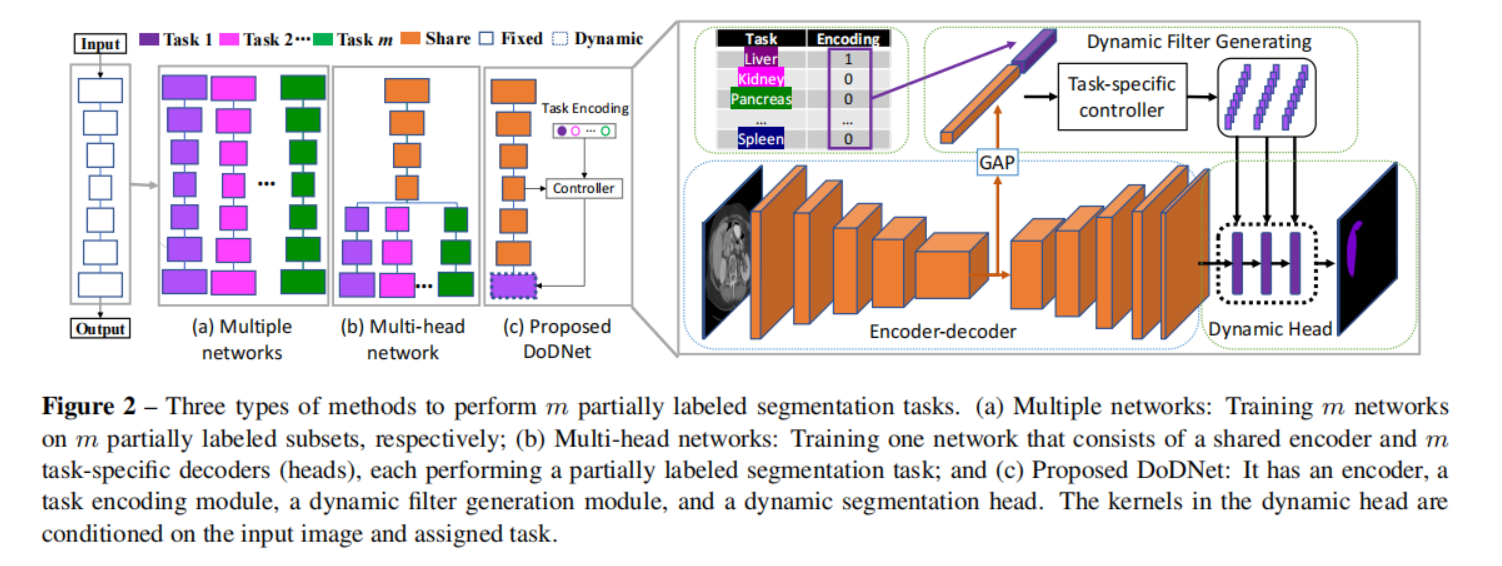 Input
Task 1 Task 2··· Task m Share Fixed Dynamic
Task Encoding
···
Controller
···
···
Output
(a) Multiple
networks
(b) Multi-head
network
(c) Proposed
DoDNet
Task Encoding
Liver 1
Kidney 0
Pancreas 0
... ...
Spleen 0
Dynamic Filter Generating
Task-specific
controller
GAP
Encoder-decoder
Dynamic Head
Figure 2 – Three types of methods to perform m partially labeled segmentation tasks. (a) Multiple networks: Training m networks
on m partially labeled subsets, respectively; (b) Multi-head networks: Training one network that consists of a shared encoder and m
task-specific decoders (heads), each performing a partially labeled segmentation task; and (c) Proposed DoDNet: It has an encoder, a
task encoding module, a dynamic filter generation module, and a dynamic segmentation head. The kernels in the dynamic head are
conditioned on the input image and assigned task.